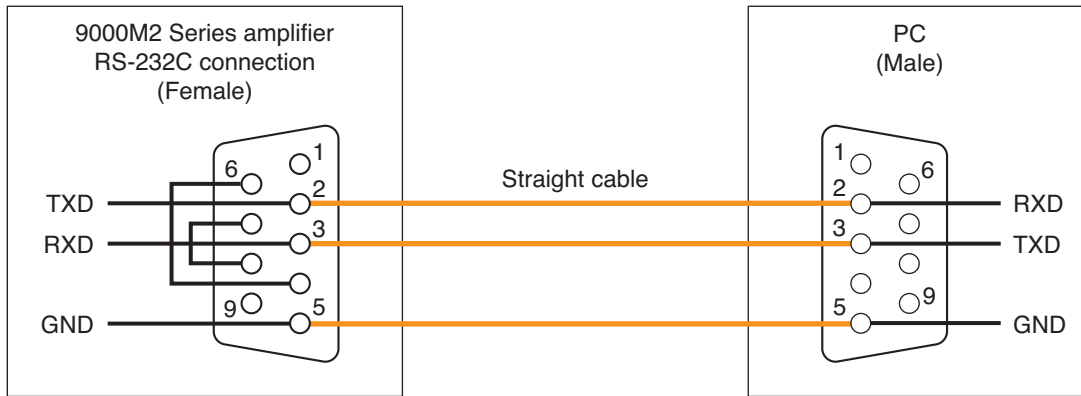 9000M2 Series amplifier
RS-232C connection
(Female)
PC
(Male)
1
6
2
3
9
5
TXD
RXD
GND
Straight cable
1
6
2
3
9
5
RXD
TXD
GND